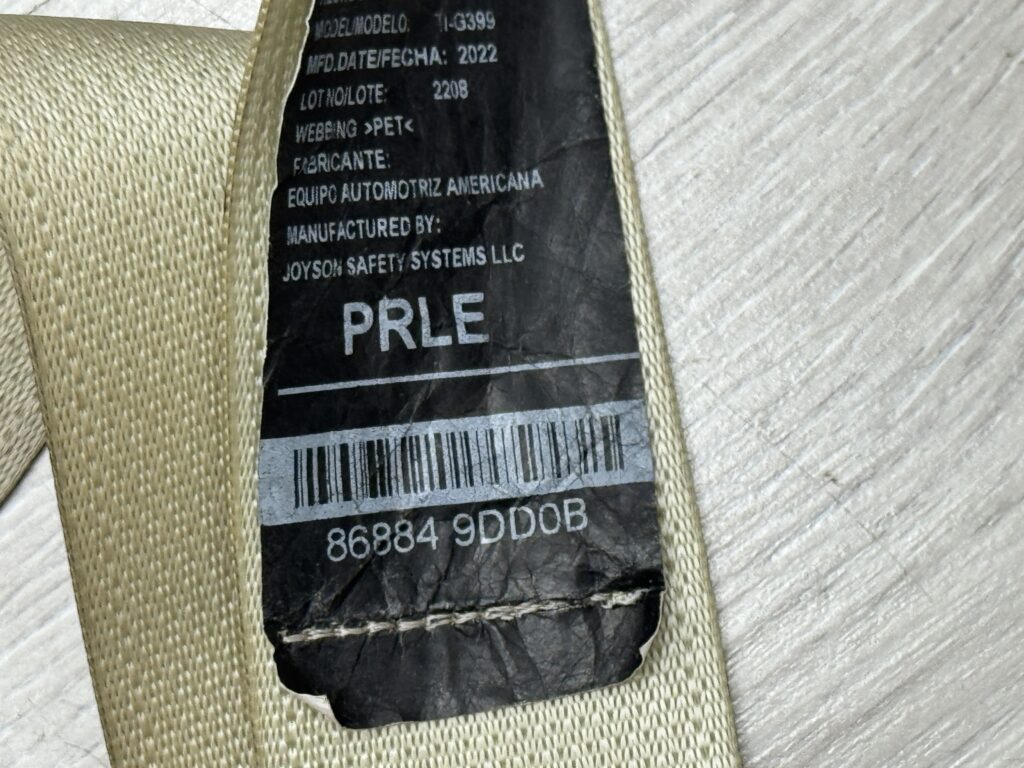 MODEL/MODELO: TI-G399
MFD.DATE/FECHA: 2022
LOT NO/LOTE: 2208
WEBBING >PET<
FABRICANTE:
EQUIPO AUTOMOTRIZ AMERICANA
MANUFACTURED BY:
JOYSON SAFETY SYSTEMS LLC
PRLE
86884 9DD0B